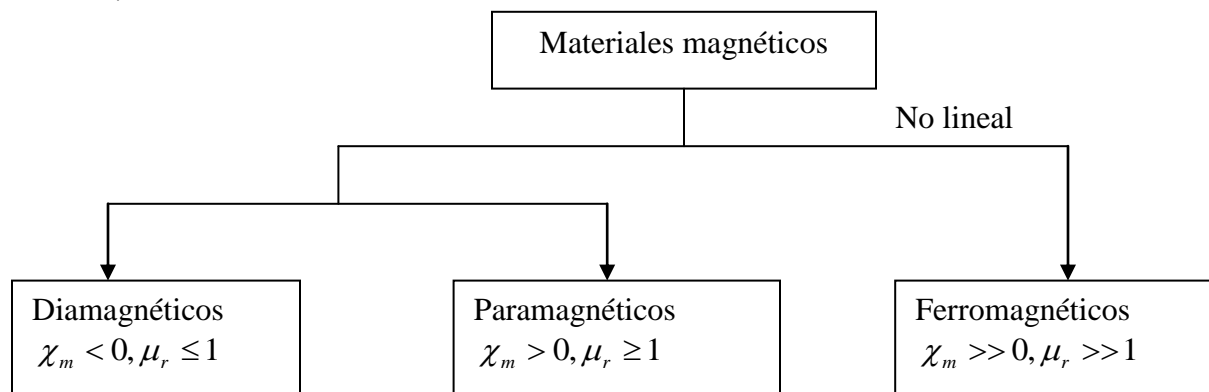 Materiales magnéticos
No lineal
Diamagnéticos
χₘ < 0, μᵣ ≤ 1
Paramagnéticos
χₘ > 0, μᵣ ≥ 1
Ferromagnéticos
χₘ >> 0, μᵣ >> 1